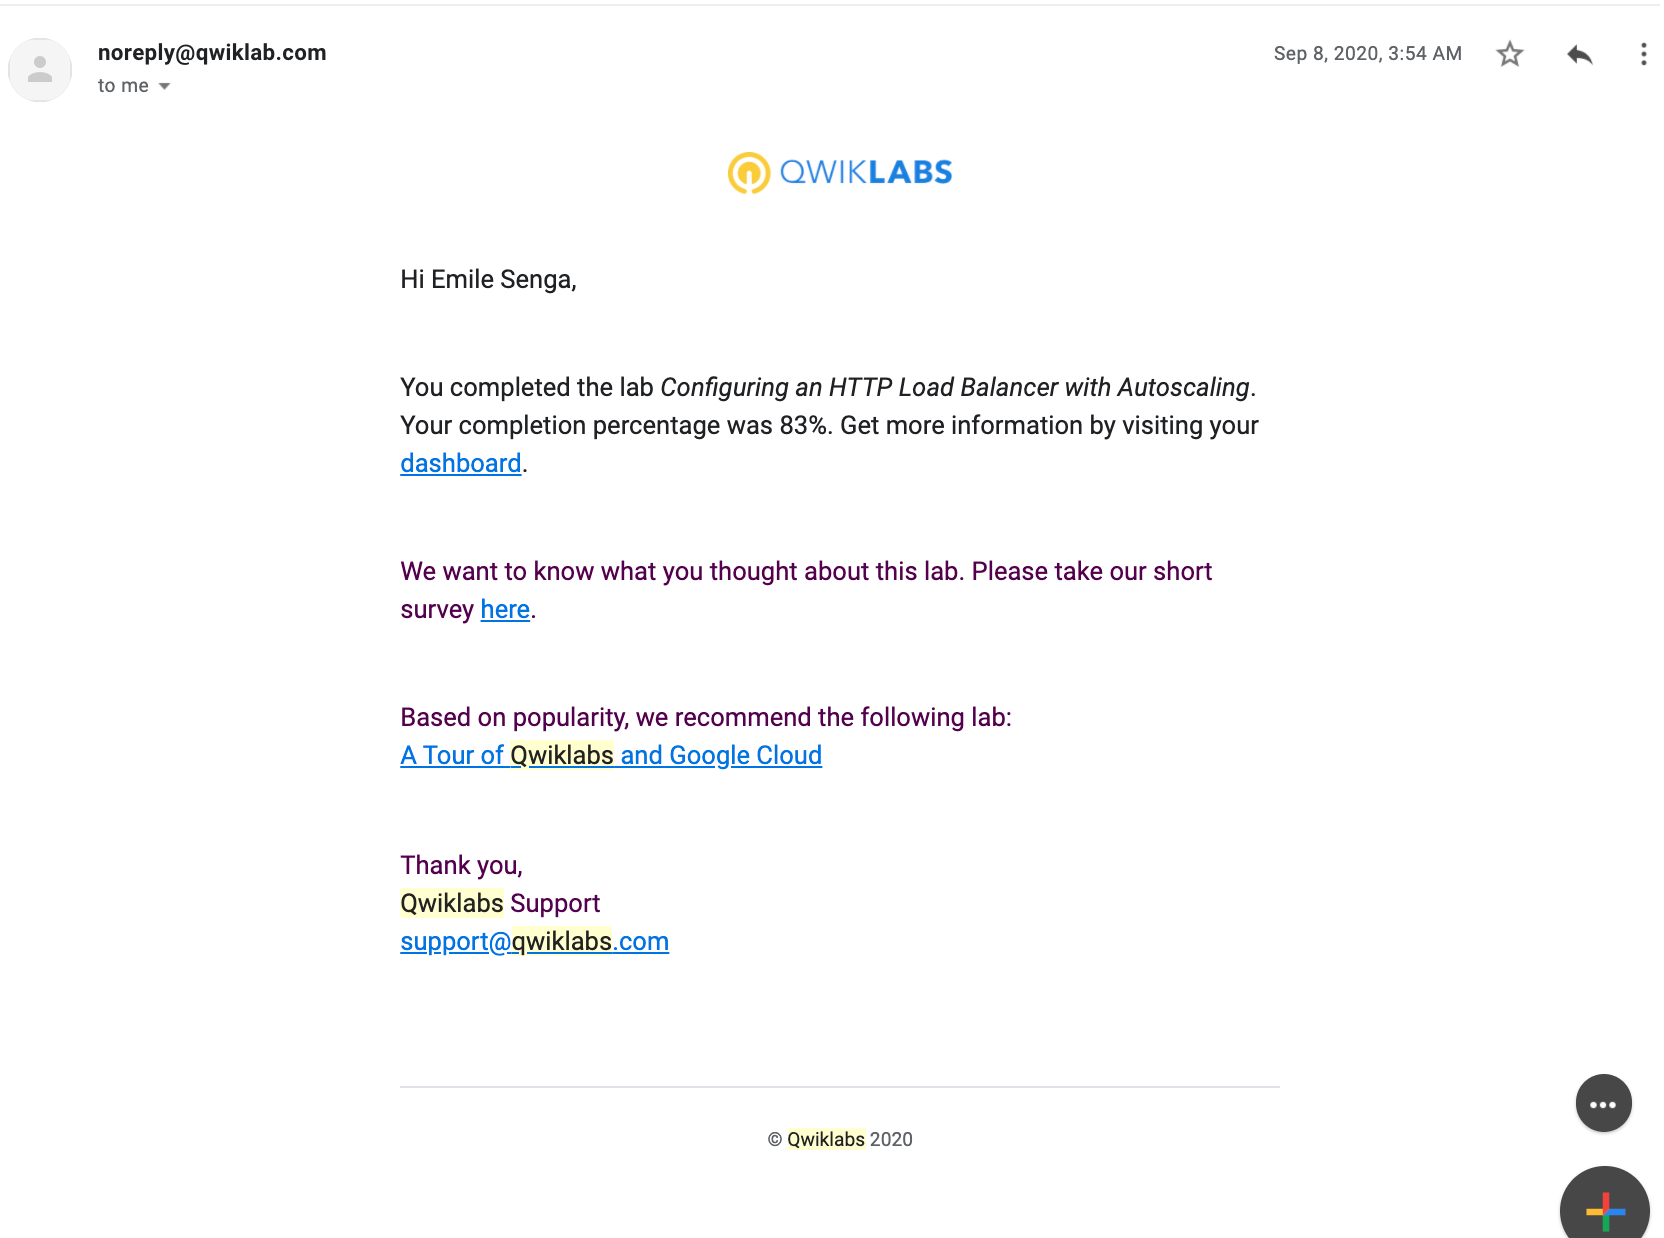 noreply@qwiklab.com
Sep 8, 2020, 3:54 AM
to me
QWIKLABS
Hi Emile Senga,
You completed the lab Configuring an HTTP Load Balancer with Autoscaling.
Your completion percentage was 83%. Get more information by visiting your
dashboard.
We want to know what you thought about this lab. Please take our short
survey here.
Based on popularity, we recommend the following lab:
A Tour of Qwiklabs and Google Cloud
Thank you,
Qwiklabs Support
support@qwiklabs.com
© Qwiklabs 2020